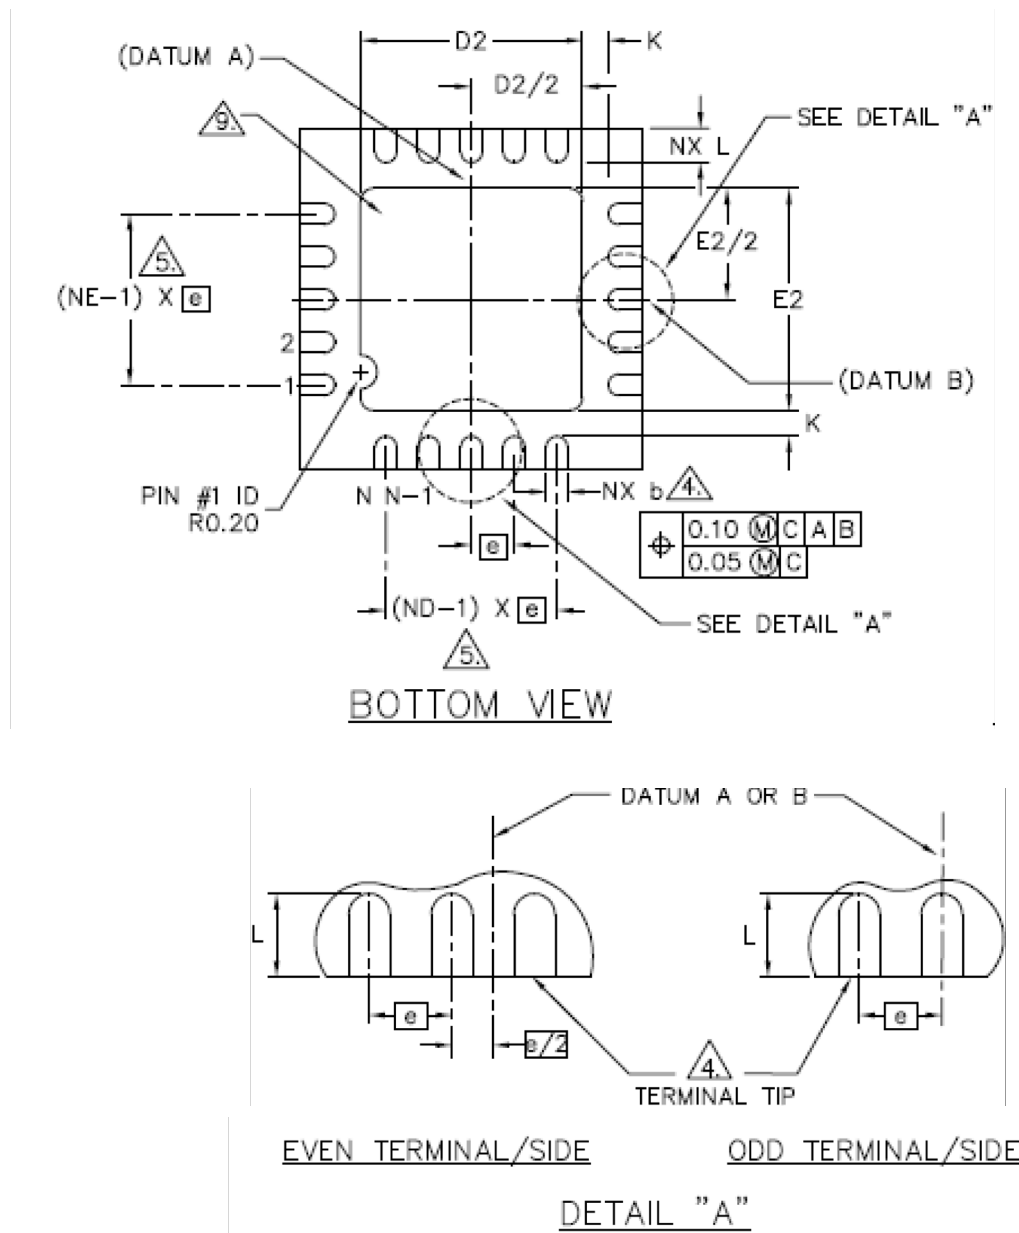 D2
K
(DATUM A)
D2/2
9.
SEE DETAIL "A"
NX L
E2/2
5.
(NE-1) X e
E2
2
1
(DATUM B)
K
PIN #1 ID
R0.20
N N-1
NX b 4.
0.10 Ⓜ C A B
0.05 Ⓜ C
e
(ND-1) X e
SEE DETAIL "A"
5.
BOTTOM VIEW
DATUM A OR B
L
L
e
e
e/2
4.
TERMINAL TIP
EVEN TERMINAL/SIDE
ODD TERMINAL/SIDE
DETAIL "A"